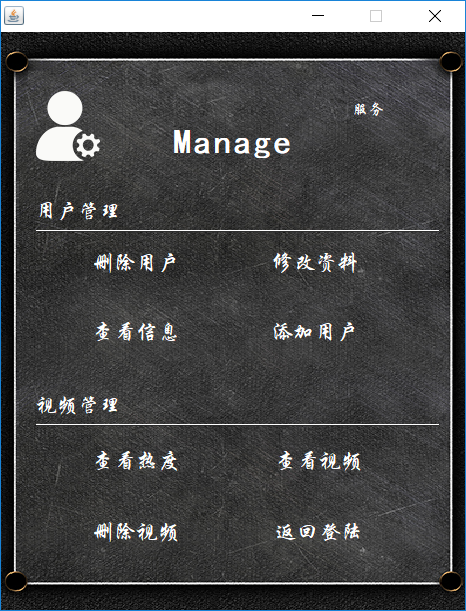 服务
Manage
用户管理
删除用户 修改资料
查看信息 添加用户
视频管理
查看热度 查看视频
删除视频 返回登陆